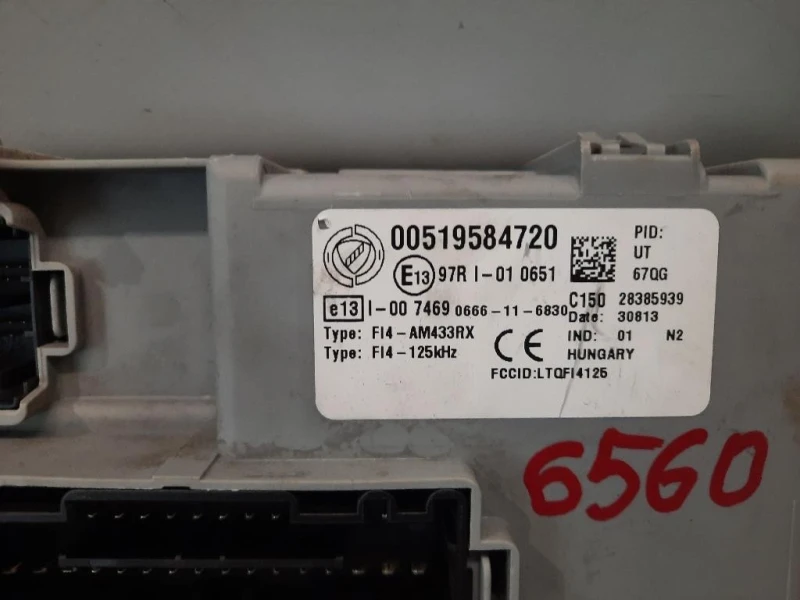 00519584720
PID:
UT
67QG
E13 97R I-01 0651
e13 I-00 7469 0666-11-6830
C150 28385939
Date: 30813
Type: FI4-AM433RX
IND: 01 N2
Type: FI4-125kHz
CE
HUNGARY
FCCID:LTQFI4125
6560